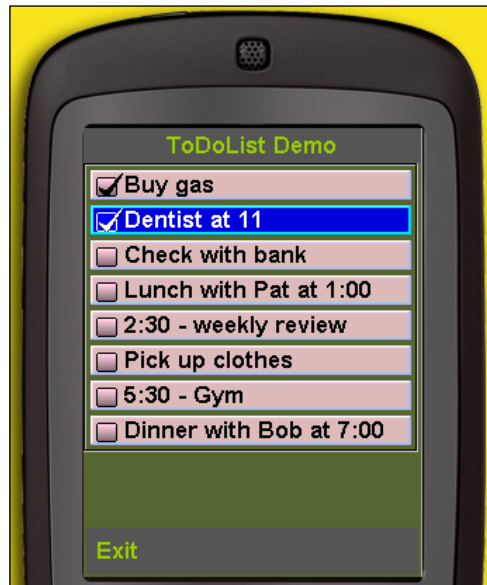 ToDoList Demo
Buy gas
Dentist at 11
Check with bank
Lunch with Pat at 1:00
2:30 - weekly review
Pick up clothes
5:30 - Gym
Dinner with Bob at 7:00
Exit